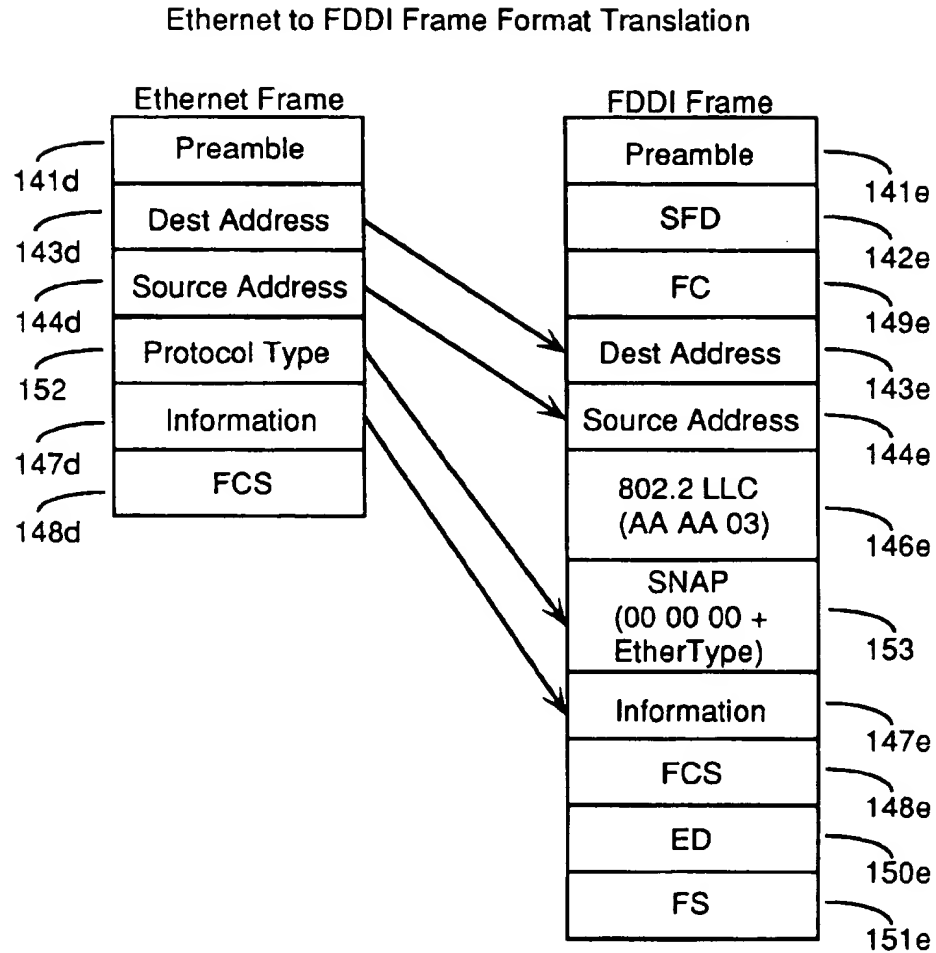 Ethernet to FDDI Frame Format Translation
Ethernet Frame
Preamble
141d
Dest Address
143d
Source Address
144d
Protocol Type
152
Information
147d
FCS
148d
FDDI Frame
Preamble
141e
SFD
142e
FC
149e
Dest Address
143e
Source Address
144e
802.2 LLC
(AA AA 03)
146e
SNAP
(00 00 00 +
EtherType)
153
Information
147e
FCS
148e
ED
150e
FS
151e